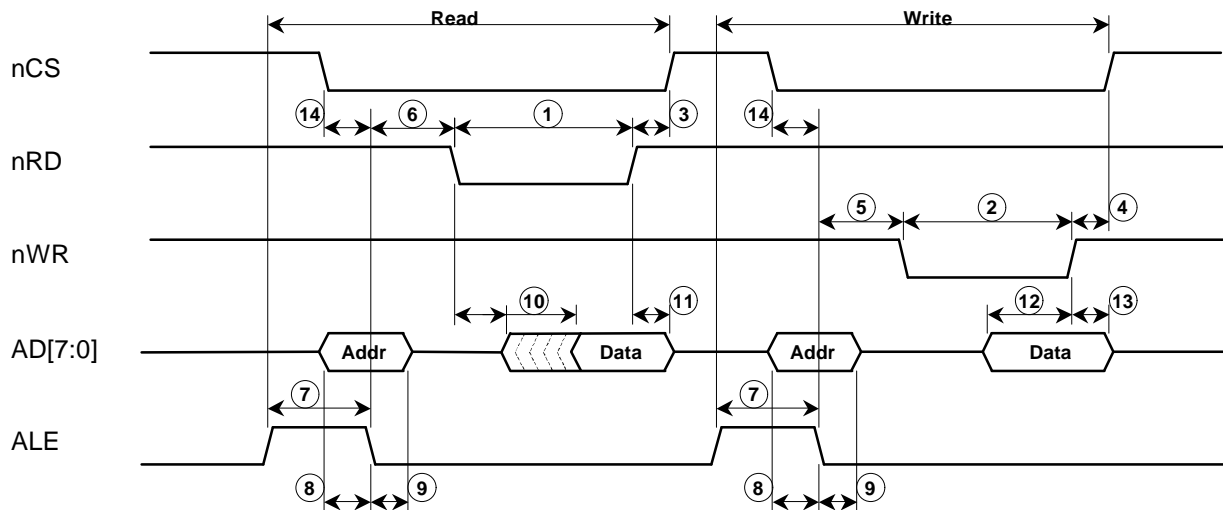 Read Write
nCS
14 6 1 3 14
nRD
5 2 4
nWR
10 11 12 13
AD[7:0] Addr Data Addr Data
7 7
ALE
8 9 8 9